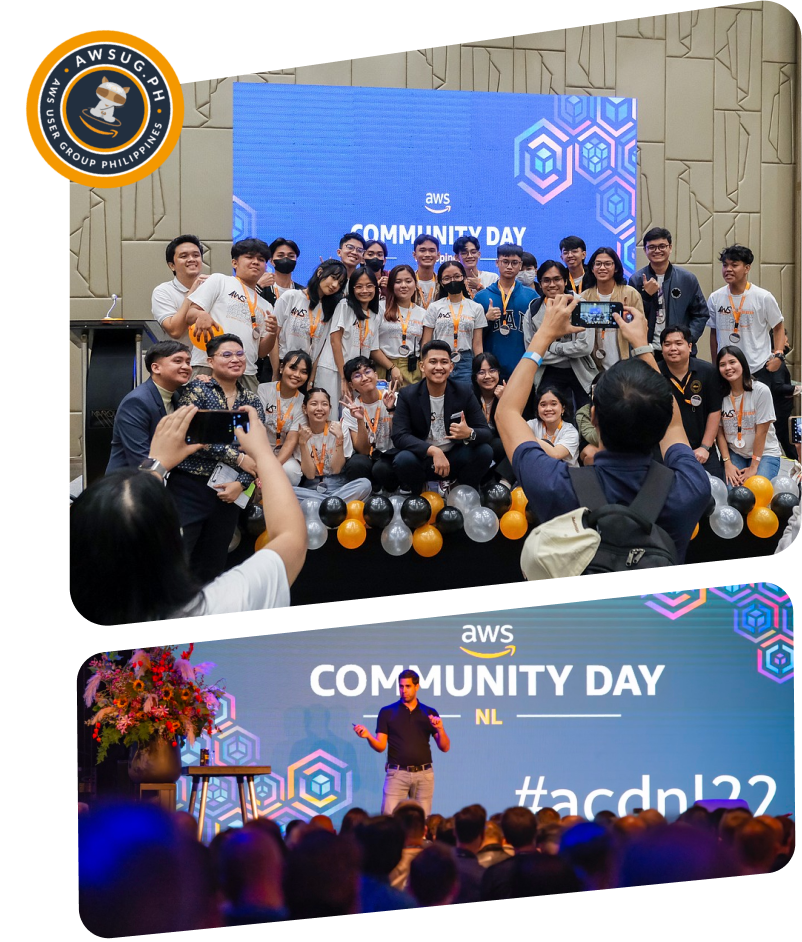 AWSUG.PH
AWS USER GROUP PHILIPPINES
aws
COMMUNITY DAY
aws
COMMUNITY DAY
NL
#acdnl22